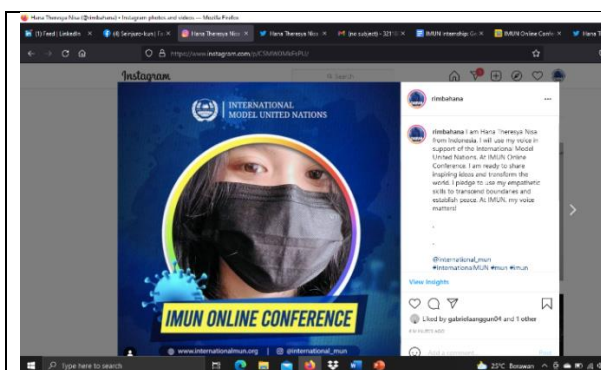 Hana Theresya Nisa (@rimbahana) • Instagram photos and videos — Mozilla Firefox
(1) Feed | LinkedIn
Hana Theresya Nisa
Hana Theresya Nisa
(no subject) - 3211
IMUN internship:
IMUN Online Confe
https://www.instagram.com/p/
Instagram
Search
INTERNATIONAL
MODEL UNITED NATIONS
IMUN ONLINE CONFERENCE
www.internationalmun.org
@international_mun
rimbahana
rimbahana I am Hana Theresya Nisa
from Indonesia. I will use my voice in
support of the International Model
United Nations. At IMUN Online
Conference. I am ready to share
inspiring ideas and transform the
world. I pledge to use my empathetic
skills to transcend boundaries and
establish peace. At IMUN, my voice
matters!
.
.
@international_mun
#InternationalMUN #mun #imun
View Insights
Liked by gabrielaanggun04 and 1 other
Add a comment...
Post
Type here to search
25°C Berawan